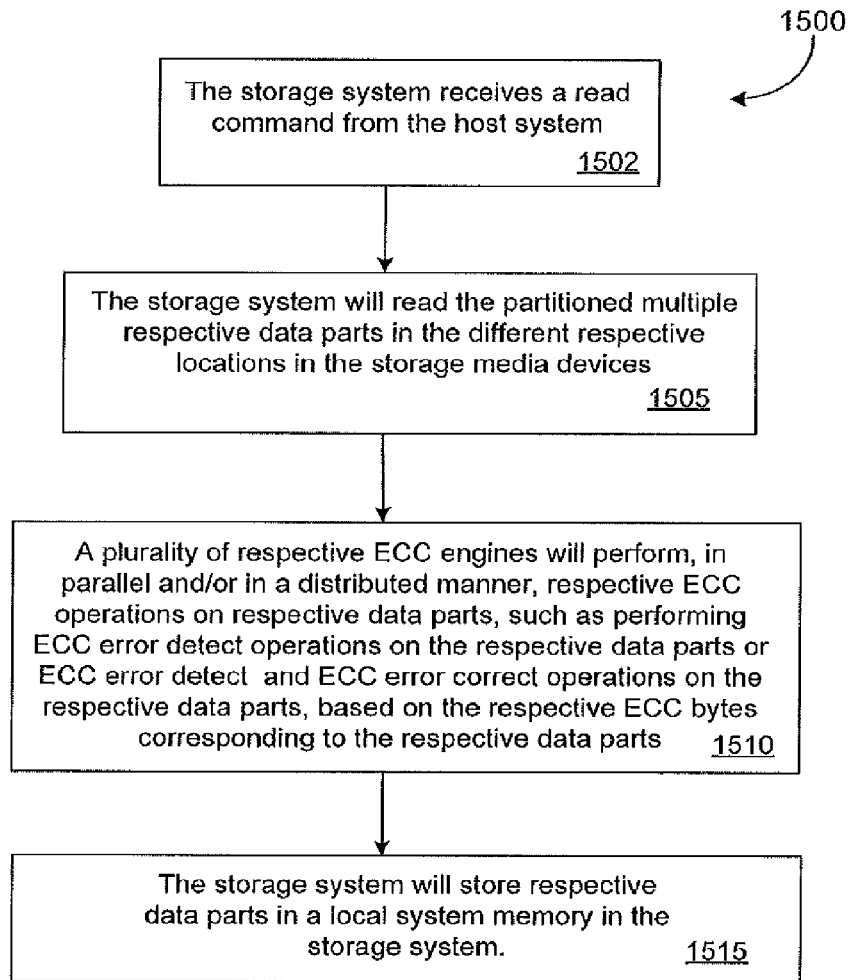 1500
The storage system receives a read
command from the host system
1502
The storage system will read the partitioned multiple
respective data parts in the different respective
locations in the storage media devices
1505
A plurality of respective ECC engines will perform, in
parallel and/or in a distributed manner, respective ECC
operations on respective data parts, such as performing
ECC error detect operations on the respective data parts or
ECC error detect and ECC error correct operations on the
respective data parts, based on the respective ECC bytes
corresponding to the respective data parts 1510
The storage system will store respective
data parts in a local system memory in the
storage system. 1515